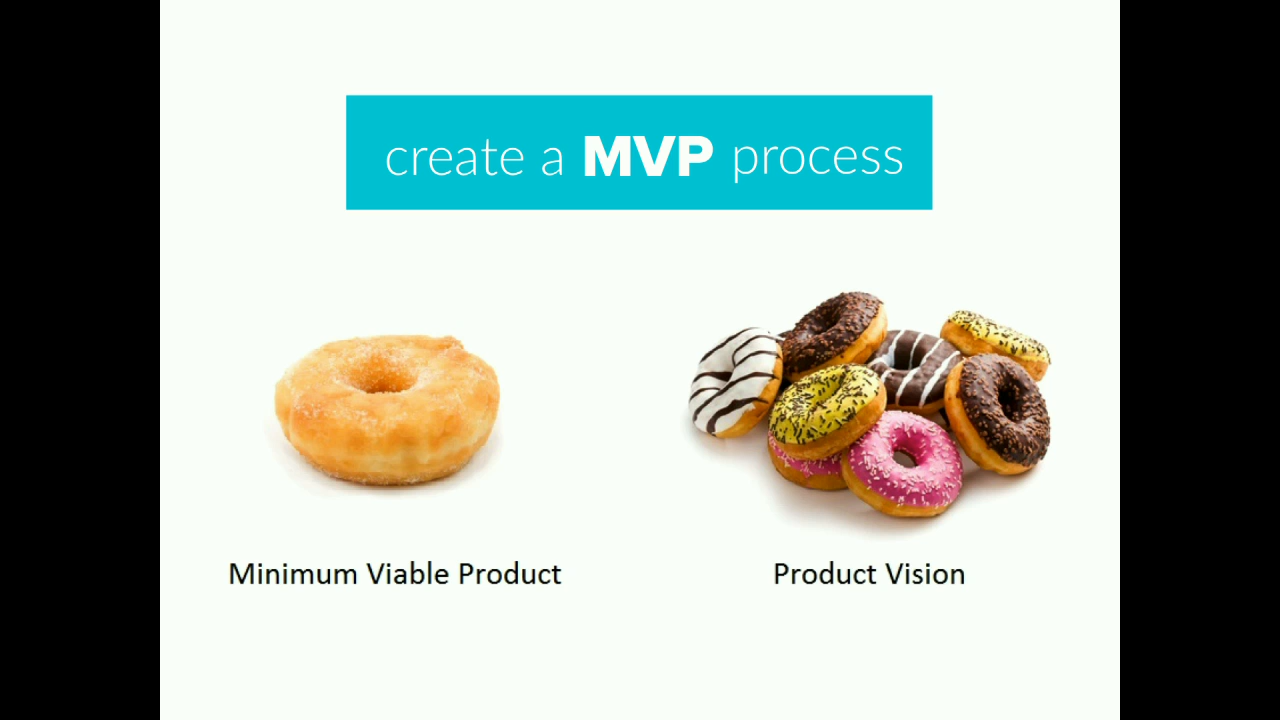 create a MVP process
Minimum Viable Product
Product Vision